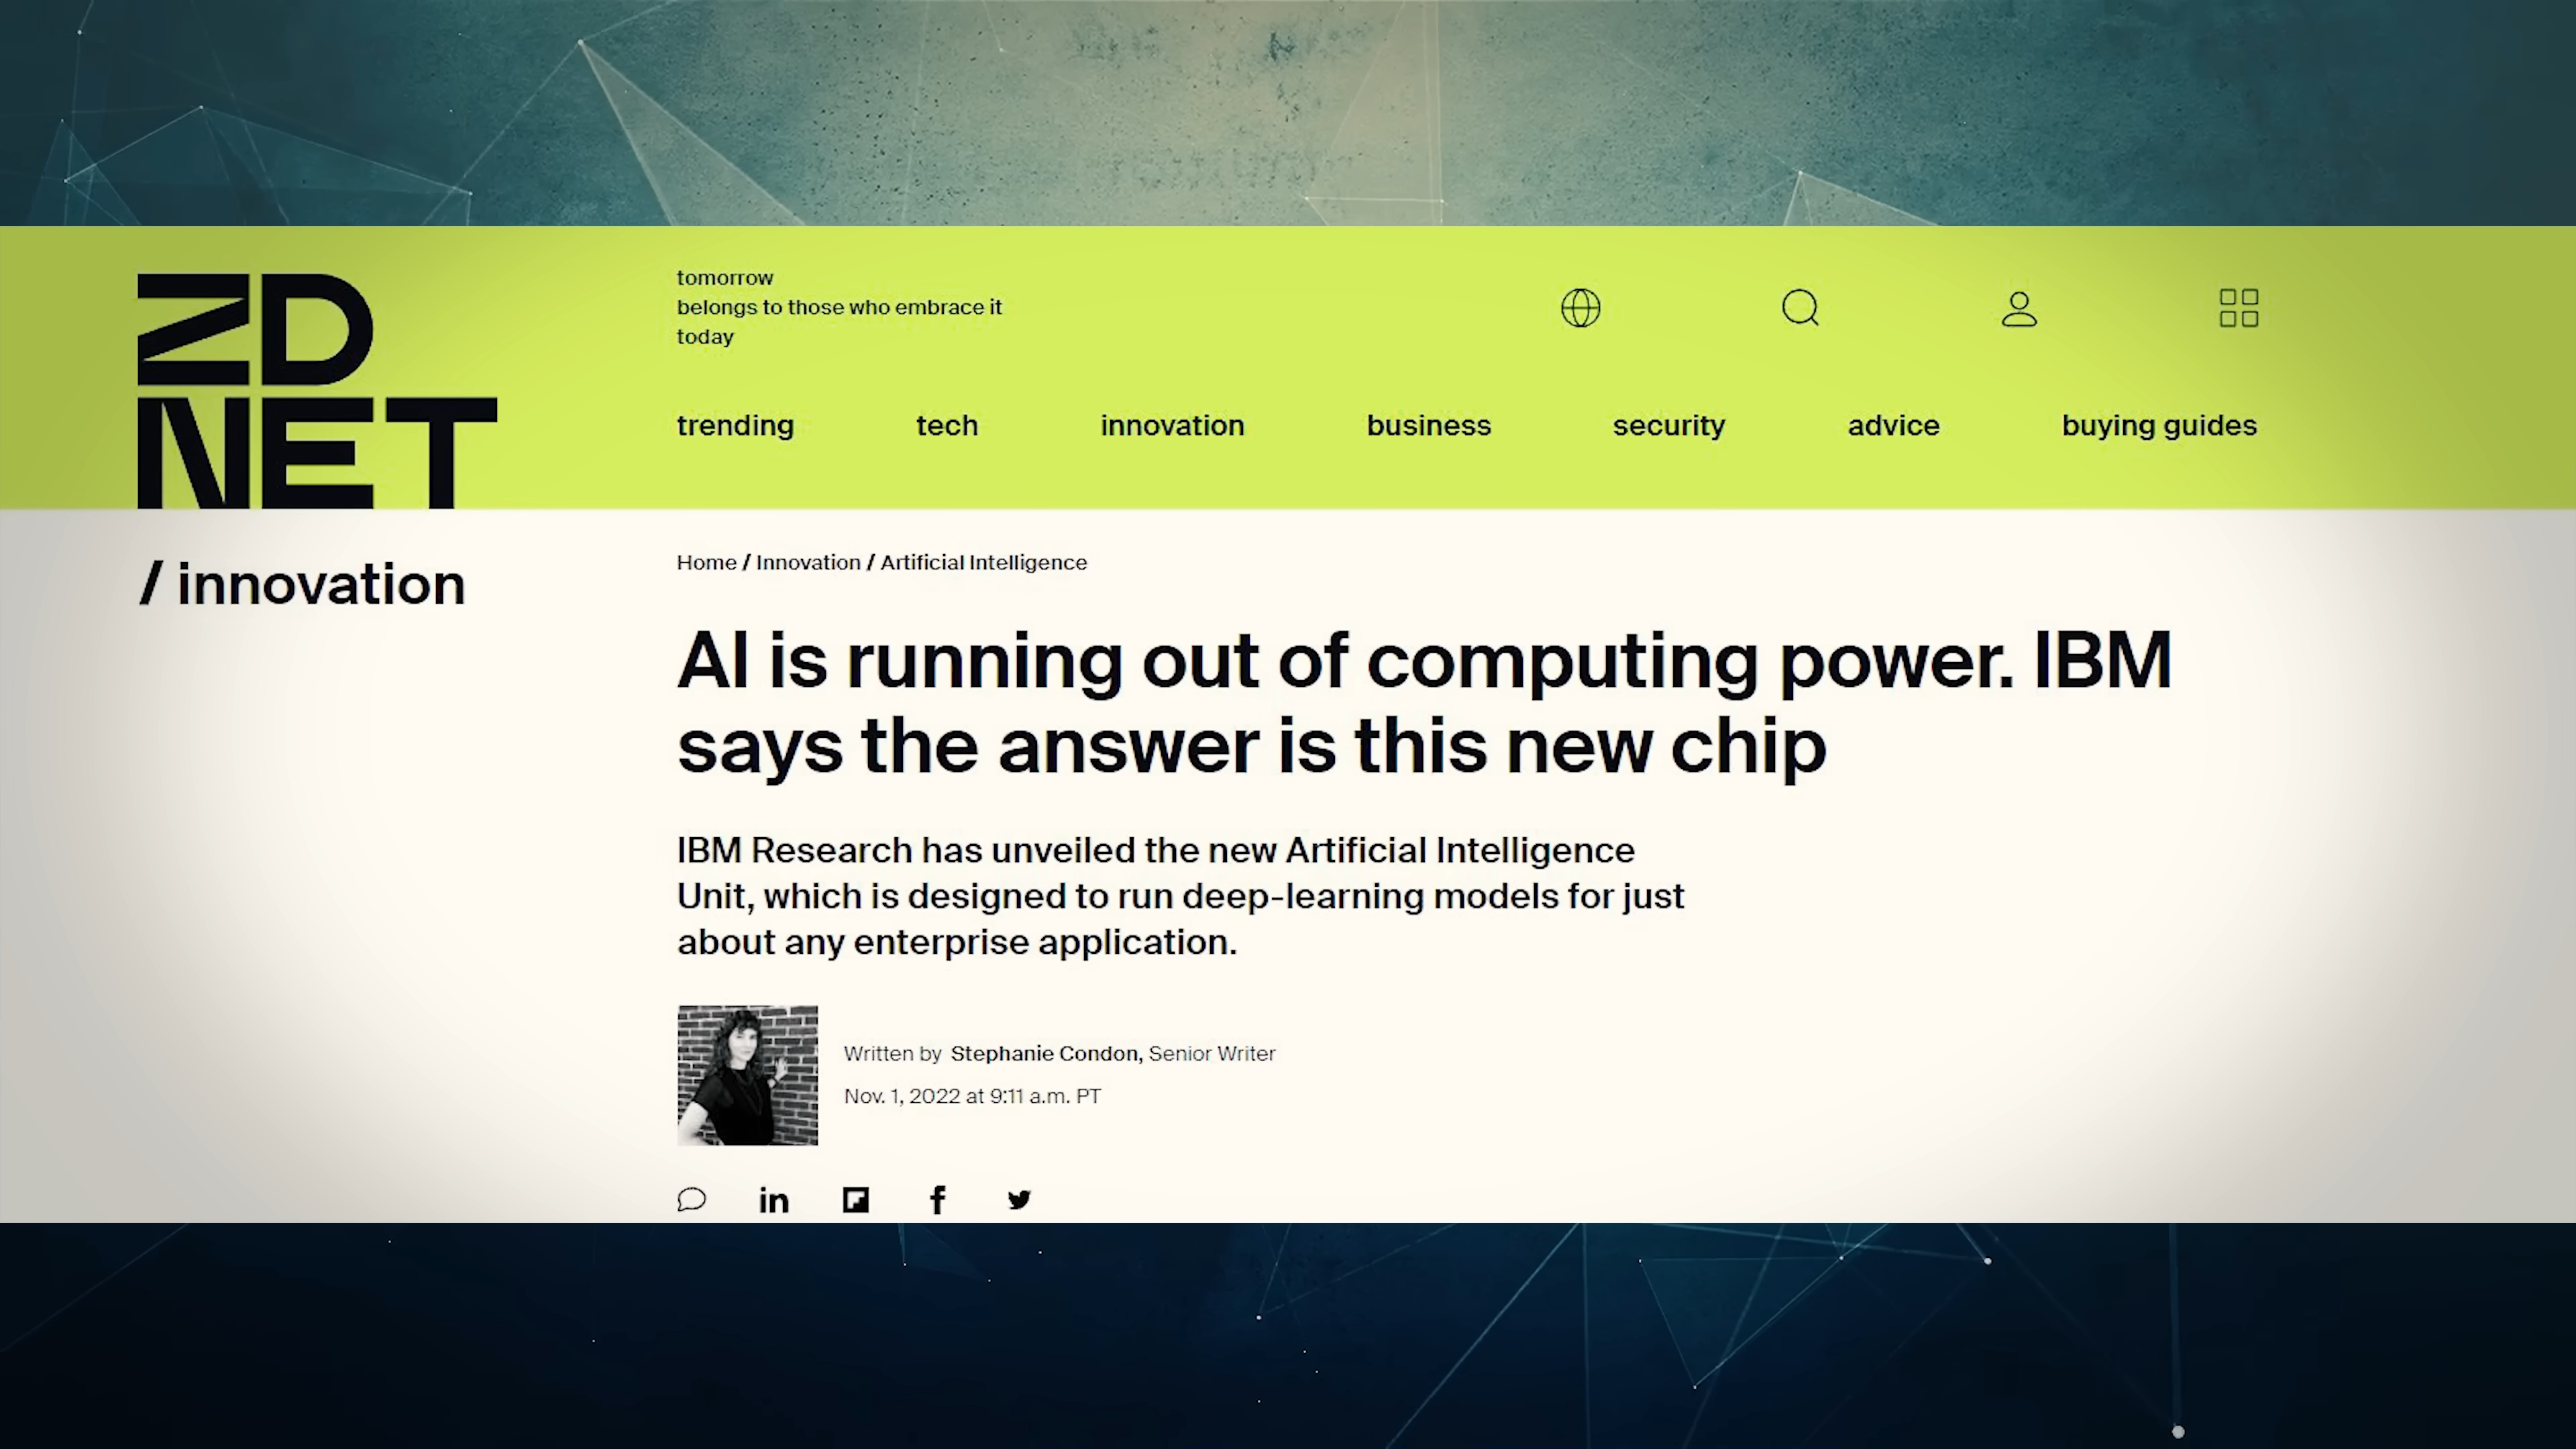 ZD
NET
tomorrow
belongs to those who embrace it
today
trending tech innovation business security advice buying guides
/ innovation
Home / Innovation / Artificial Intelligence
AI is running out of computing power. IBM
says the answer is this new chip
IBM Research has unveiled the new Artificial Intelligence
Unit, which is designed to run deep-learning models for just
about any enterprise application.
Written by Stephanie Condon, Senior Writer
Nov. 1, 2022 at 9:11 a.m. PT